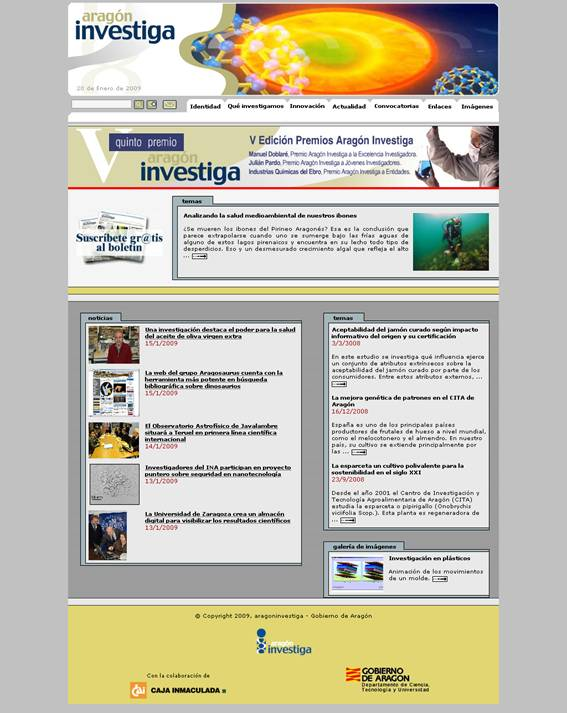 aragón
investiga
28 de Enero de 2009
Identidad
Qué investigamos
Innovación
Actualidad
Convocatorias
Enlaces
Imágenes
V
quinto premio
aragón
investiga
V Edición Premios Aragón Investiga
Manuel Doblaré, Premio Aragón Investiga a la Excelencia Investigadora.
Julián Pardo, Premio Aragón Investiga a Jóvenes Investigadores.
Industrias Químicas del Ebro, Premio Aragón Investiga a Entidades.
Suscríbete gr@tis
al boletín
temas
Analizando la salud medioambiental de nuestros ibones
¿Se mueren los ibones del Pirineo Aragonés? Esa es la conclusión que
parece extrapolarse cuando uno se sumerge bajo las frías aguas de
alguno de estos lagos pirenaicos y encuentra en su lecho todo tipo de
desperdicios. Eso y un desmesurado crecimiento algal que refleja el alto
...
noticias
Una investigación destaca el poder para la salud
del aceite de oliva virgen extra
15/1/2009
La web del grupo Aragosaurus cuenta con la
herramienta más potente en búsqueda
bibliográfica sobre dinosaurios
15/1/2009
El Observatorio Astrofísico de Javalambre
situará a Teruel en primera línea científica
internacional
14/1/2009
Investigadores del INA participan en proyecto
puntero sobre seguridad en nanotecnología
13/1/2009
La Universidad de Zaragoza crea un almacén
digital para visibilizar los resultados científicos
13/1/2009
temas
Aceptabilidad del jamón curado según impacto
informativo del origen y su certificación
3/3/3008
En este estudio se investiga qué influencia ejerce
un conjunto de atributos extrínsecos sobre la
aceptabilidad del jamón curado por parte de los
consumidores. Entre estos atributos externos, ...
La mejora genética de patrones en el CITA de
Aragón
16/12/2008
España es uno de los principales países
productores de frutales de hueso a nivel mundial,
como el melocotonero y el almendro. En nuestro
país, su cultivo se extiende principalmente por
las ...
La esparceta un cultivo polivalente para la
sostenibilidad en el siglo XXI
23/9/2008
Desde el año 2001 el Centro de Investigación y
Tecnología Agroalimentaria de Aragón (CITA)
estudia la esparceta o pipirigallo (Onobrychis
viciifolia Scop.). Esta planta es regeneradora de
...
galería de imágenes
Investigación en plásticos
Animación de los movimientos
de un molde.
© Copyright 2009, aragoninvestiga - Gobierno de Aragón
aragón
investiga
Con la colaboración de
CAi
CAJA INMACULADA
GOBIERNO
DE ARAGON
Departamento de Ciencia,
Tecnología y Universidad